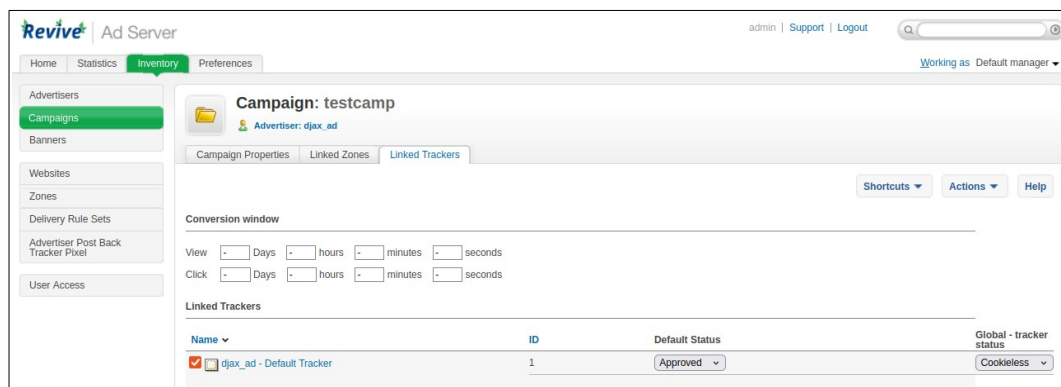 Revive | Ad Server
admin | Support | Logout
Home Statistics Inventory Preferences
Working as Default manager
Advertisers
Campaigns
Banners
Websites
Zones
Delivery Rule Sets
Advertiser Post Back
Tracker Pixel
User Access
Campaign: testcamp
Advertiser: djax_ad
Campaign Properties Linked Zones Linked Trackers
Shortcuts Actions Help
Conversion window
View - Days - hours - minutes - seconds
Click - Days - hours - minutes - seconds
Linked Trackers
Name ID Default Status Global - tracker
status
djax_ad - Default Tracker 1 Approved Cookieless